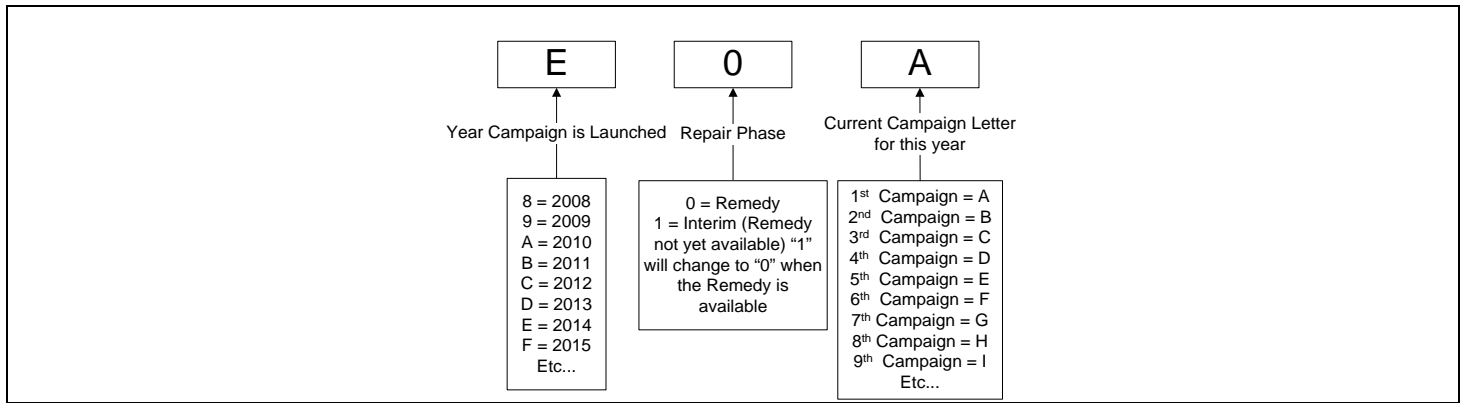 E
0
A
Year Campaign is Launched
Repair Phase
Current Campaign Letter
for this year
8 = 2008
9 = 2009
A = 2010
B = 2011
C = 2012
D = 2013
E = 2014
F = 2015
Etc...
0 = Remedy
1 = Interim (Remedy
not yet available) “1”
will change to “0” when
the Remedy is
available
1st Campaign = A
2nd Campaign = B
3rd Campaign = C
4th Campaign = D
5th Campaign = E
6th Campaign = F
7th Campaign = G
8th Campaign = H
9th Campaign = I
Etc...